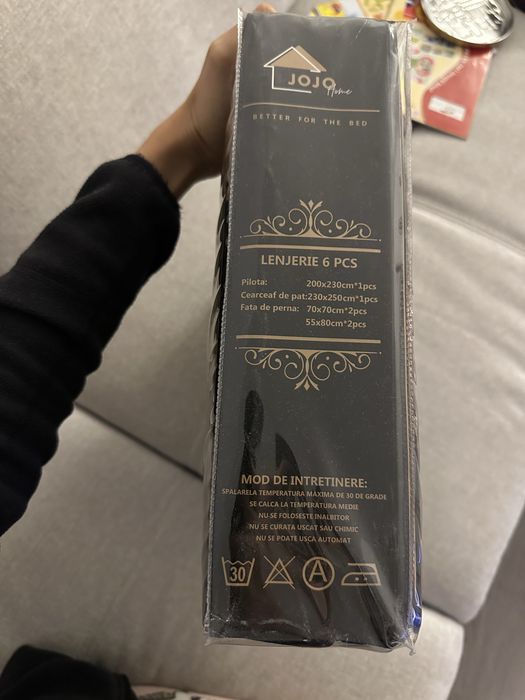 JOJO
Home
BETTER FOR THE BED
LENJERIE 6 PCS
Pilota: 200x230cm*1pcs
Cearceaf de pat:230x250cm*1pcs
Fata de perna: 70x70cm*2pcs
55x80cm*2pcs
MOD DE INTRETINERE:
SPALARELA TEMPERATURA MAXIMA DE 30 DE GRADE
SE CALCA LA TEMPERATURA MEDIE
NU-SE FOLOSESTE INALBITOR
NU SE CURATA USCAT SAU CHIMIC
NU SE POATE USCA AUTOMAT
30 A